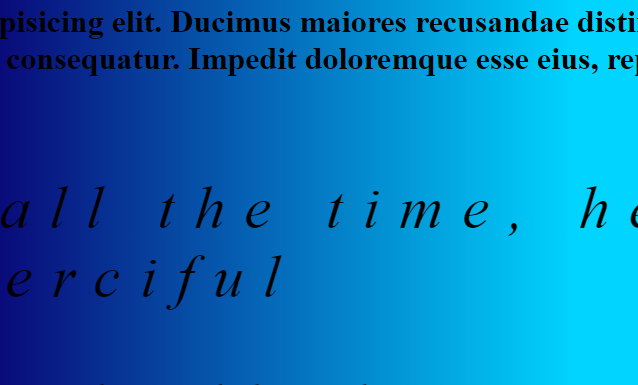 pisicing elit. Ducimus maiores recusandae disti
consequatur. Impedit doloremque esse eius, rep
all the time, he
erciful